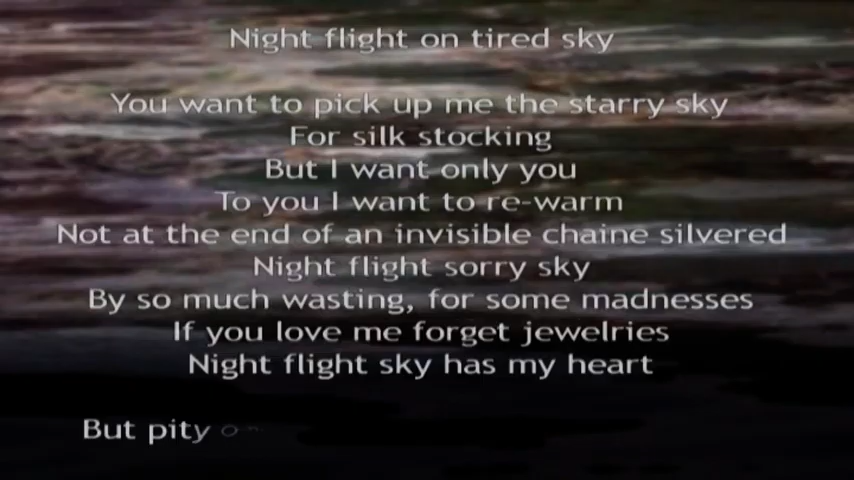 Night flight on tired sky
You want to pick up me the starry sky
For silk stocking
But I want only you
To you I want to re-warm
Not at the end of an invisible chaine silvered
Night flight sorry sky
By so much wasting, for some madnesses
If you love me forget jewelries
Night flight sky has my heart
But pity